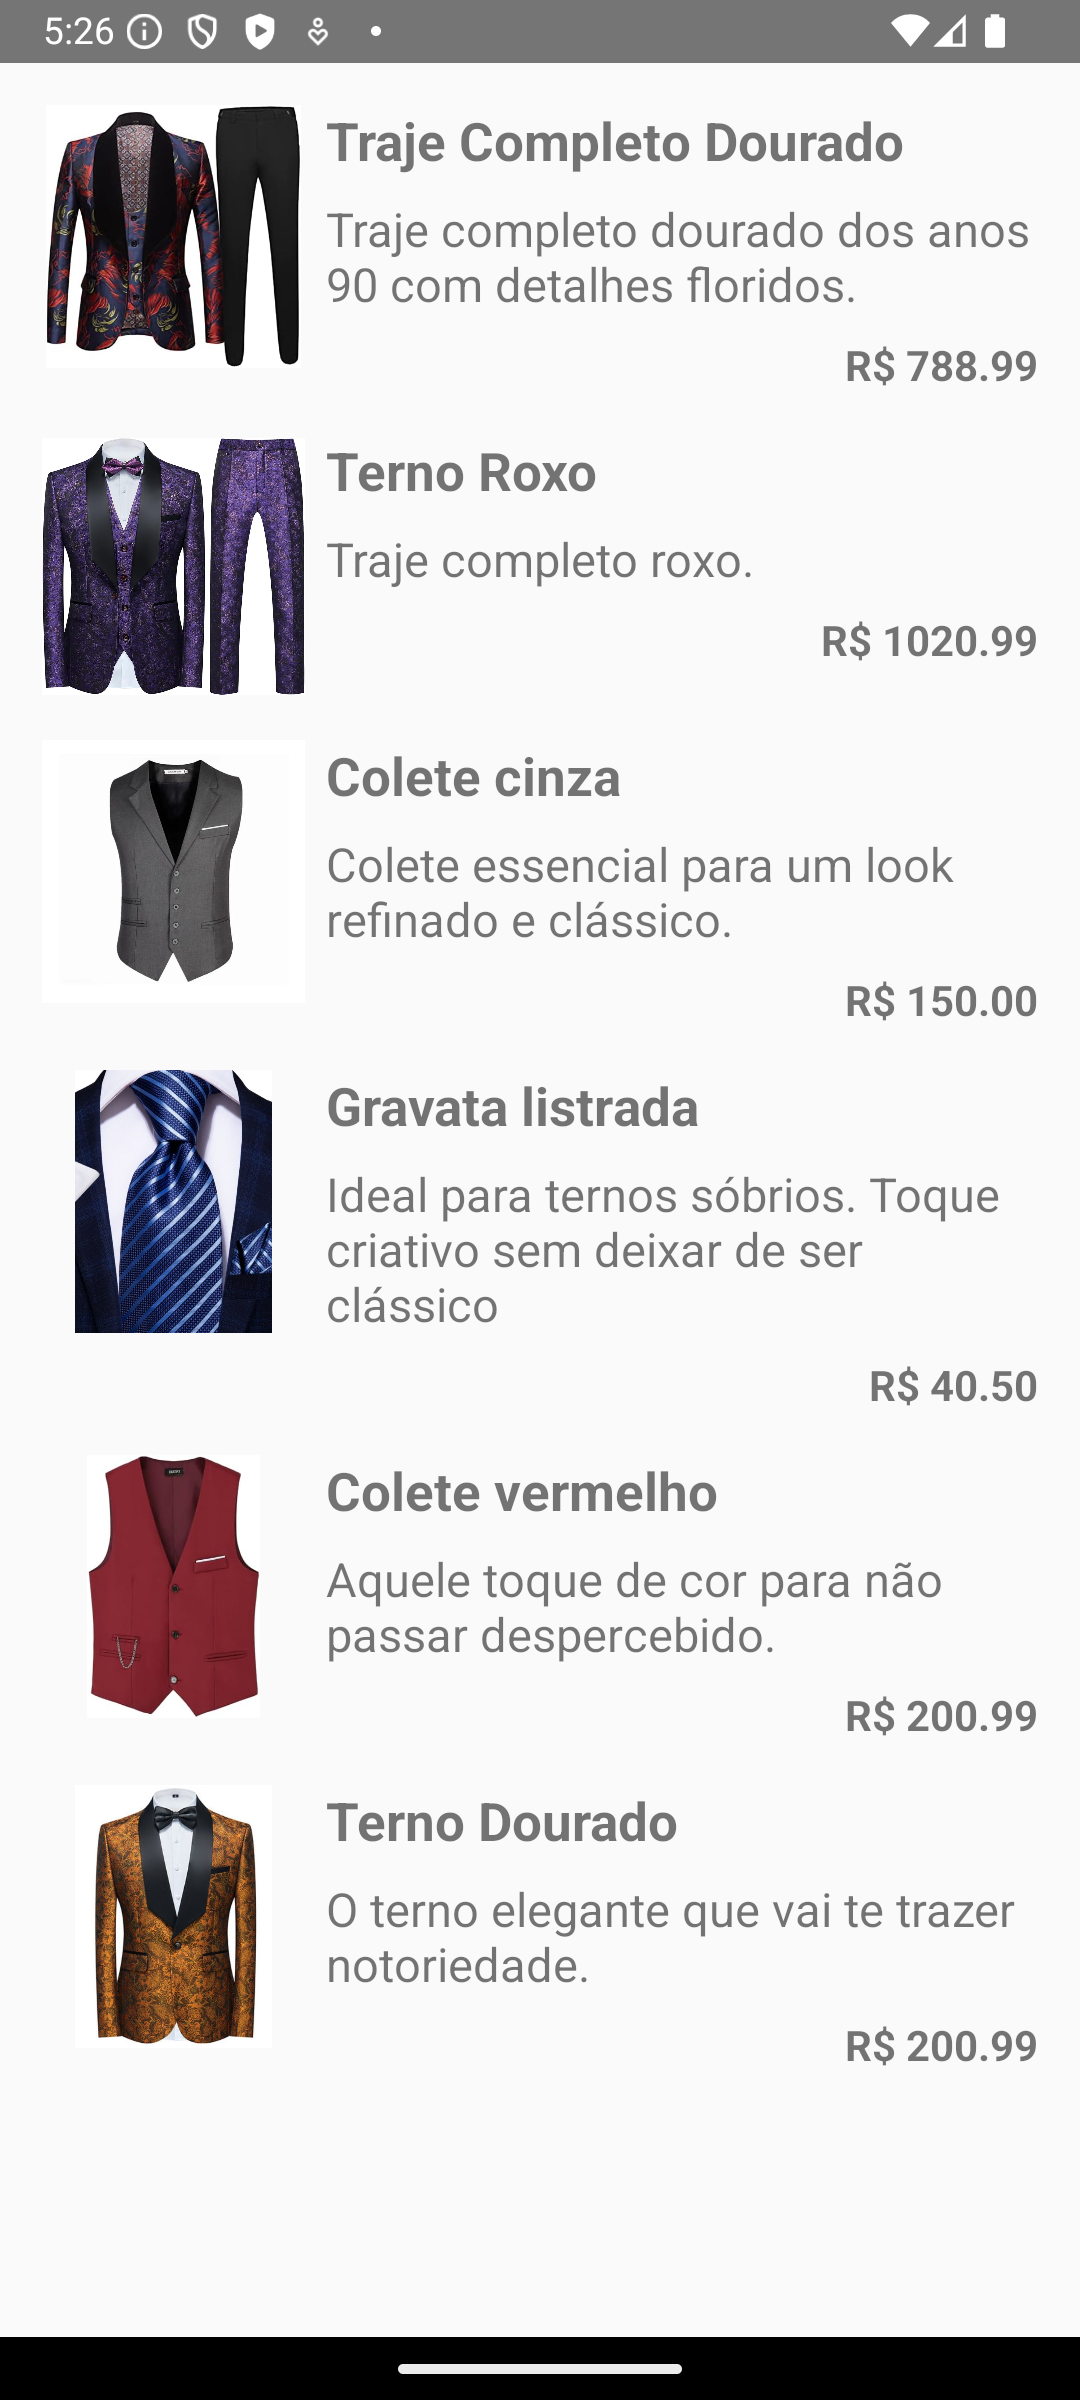 5:26
Traje Completo Dourado
Traje completo dourado dos anos
90 com detalhes floridos.
R$ 788.99
Terno Roxo
Traje completo roxo.
R$ 1020.99
Colete cinza
Colete essencial para um look
refinado e clássico.
R$ 150.00
Gravata listrada
Ideal para ternos sóbrios. Toque
criativo sem deixar de ser
clássico
R$ 40.50
Colete vermelho
Aquele toque de cor para não
passar despercebido.
R$ 200.99
Terno Dourado
O terno elegante que vai te trazer
notoriedade.
R$ 200.99